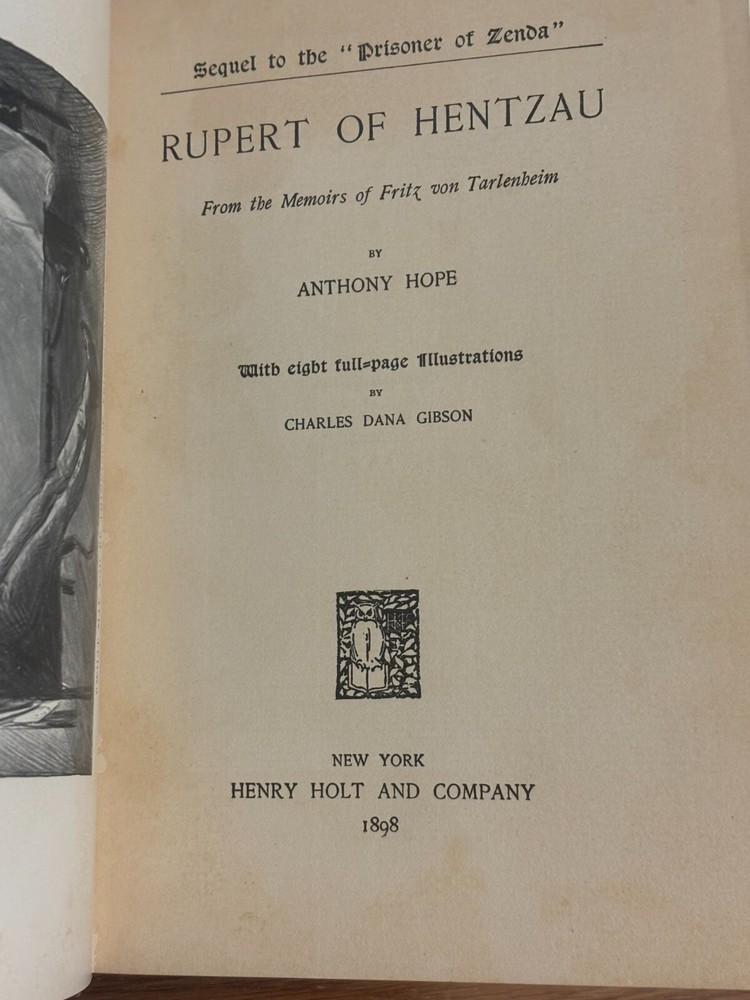 Sequel to the "Prisoner of Zenda"
RUPERT OF HENTZAU
From the Memoirs of Fritz von Tarlenheim
BY
ANTHONY HOPE
With eight full=page Illustrations
BY
CHARLES DANA GIBSON
NEW YORK
HENRY HOLT AND COMPANY
1898